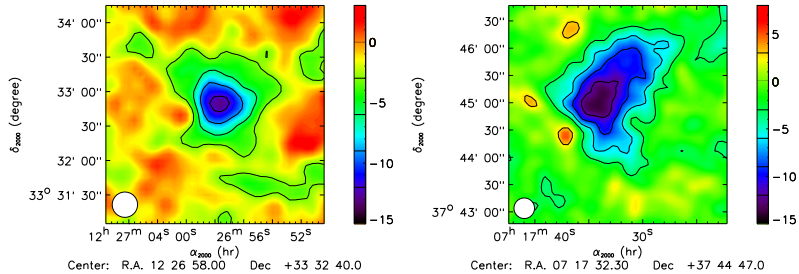 34' 00"
30"
33' 00"
30"
32' 00"
33° 31' 30"
δ2000 (degree)
12h 27m 04s 00s 26m 56s 52s
α2000 (hr)
Center: R.A. 12 26 58.00 Dec +33 32 40.0
0
−5
−10
−15
30"
46' 00"
30"
45' 00"
30"
44' 00"
30"
37° 43' 00"
δ2000 (degree)
07h 17m 40s 30s
α2000 (hr)
Center: R.A. 07 17 32.30 Dec +37 44 47.0
5
0
−5
−10
−15